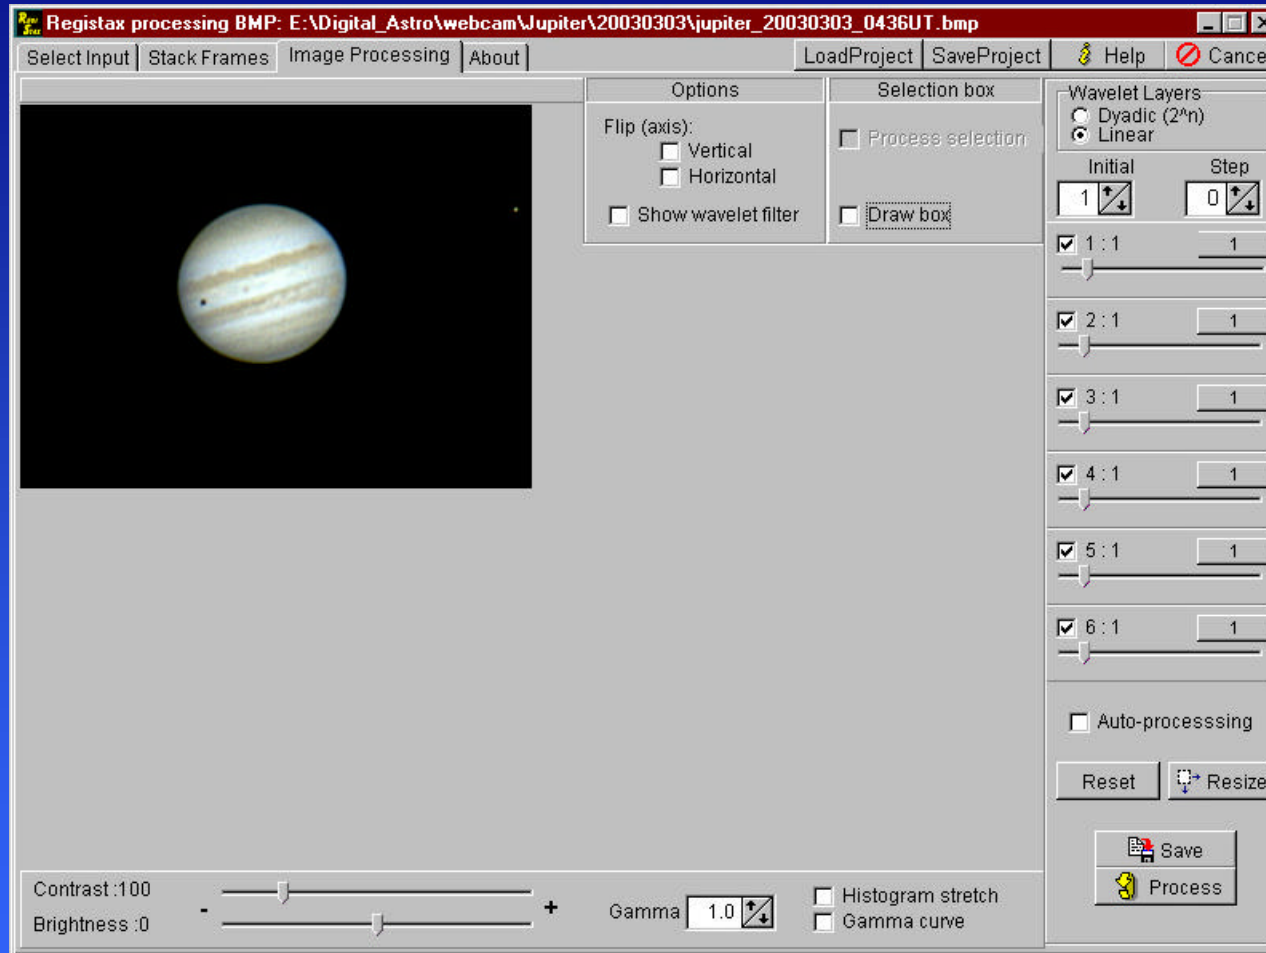 Registax processing BMP: E:\Digital_Astro\webcam\Jupiter\20030303\jupiter_20030303_0436UT.bmp
Select Input Stack Frames Image Processing About LoadProject SaveProject Help Cance
Options Selection box
Flip (axis):
Vertical
Horizontal
Show wavelet filter
Process selection
Draw box
Wavelet Layers
Dyadic (2^n)
Linear
Initial Step
1 0
1 : 1 1
2 : 1 1
3 : 1 1
4 : 1 1
5 : 1 1
6 : 1 1
Auto-processsing
Reset Resize
Save
Process
Contrast :100
Brightness :0
- +
Gamma 1.0
Histogram stretch
Gamma curve